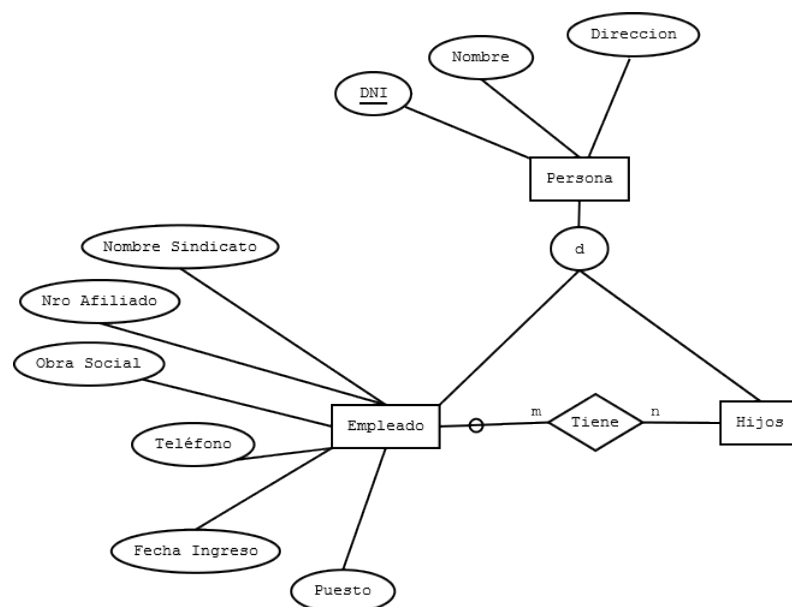 Direccion
Nombre
DNI
Persona
d
Nombre Sindicato
Nro Afiliado
Obra Social
Empleado
m
Tiene
n
Hijos
Teléfono
Fecha Ingreso
Puesto